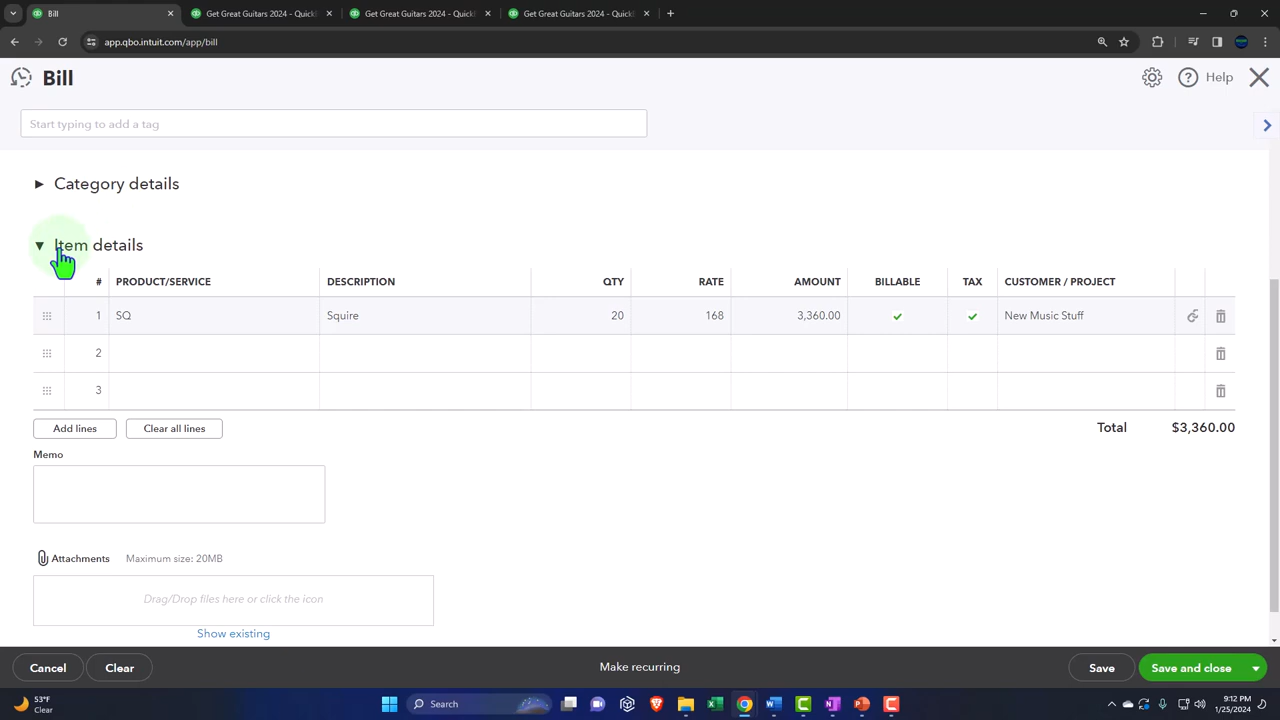 Bill
Get Great Guitars 2024 - QuickB
Get Great Guitars 2024 - QuickB
Get Great Guitars 2024 - QuickB
app.qbo.intuit.com/app/bill
Bill
Help
Start typing to add a tag
Category details
Item details
# PRODUCT/SERVICE DESCRIPTION QTY RATE AMOUNT BILLABLE TAX CUSTOMER / PROJECT
1 SQ Squire 20 168 3,360.00 New Music Stuff
2
3
Add lines Clear all lines Total $3,360.00
Memo
Attachments Maximum size: 20MB
Drag/Drop files here or click the icon
Show existing
Cancel Clear Make recurring Save Save and close
53°F
Clear
Search
9:12 PM
1/25/2024